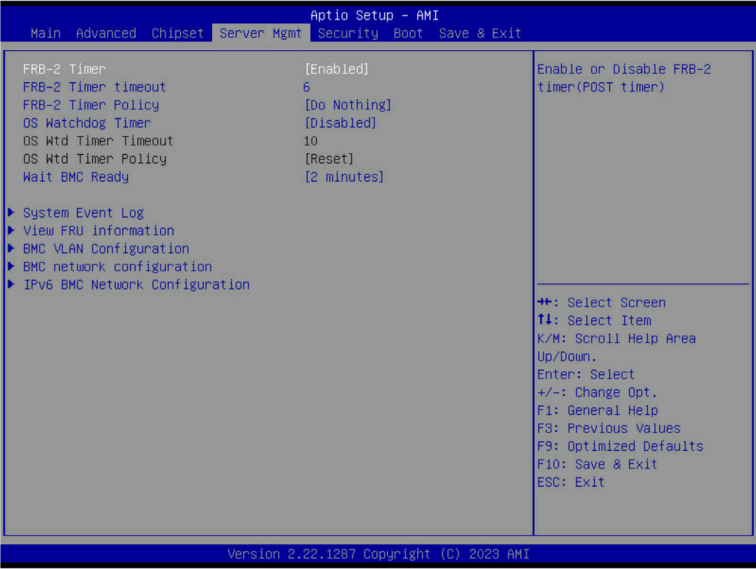 Aptio Setup - AMI
Main Advanced Chipset Server Mgmt Security Boot Save & Exit
FRB-2 Timer [Enabled]
FRB-2 Timer timeout 6
FRB-2 Timer Policy [Do Nothing]
OS Watchdog Timer [Disabled]
OS Wtd Timer Timeout 10
OS Wtd Timer Policy [Reset]
Wait BMC Ready [2 minutes]
System Event Log
View FRU information
BMC VLAN Configuration
BMC network configuration
IPv6 BMC Network Configuration
Enable or Disable FRB-2
timer(POST timer)
→←: Select Screen
↑↓: Select Item
K/M: Scroll Help Area
Up/Down.
Enter: Select
+/-: Change Opt.
F1: General Help
F3: Previous Values
F9: Optimized Defaults
F10: Save & Exit
ESC: Exit
Version 2.22.1287 Copyright (C) 2023 AMI